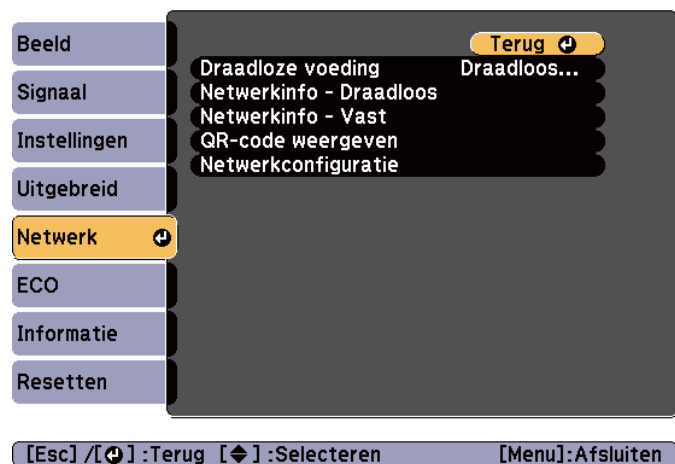 Beeld
Signaal
Instellingen
Uitgebreid
Netwerk
ECO
Informatie
Resetten
Terug
Draadloze voeding Draadloos...
Netwerkinfo - Draadloos
Netwerkinfo - Vast
QR-code weergeven
Netwerkconfiguratie
[Esc] /[ ] :Terug [ ] :Selecteren [Menu]:Afsluiten